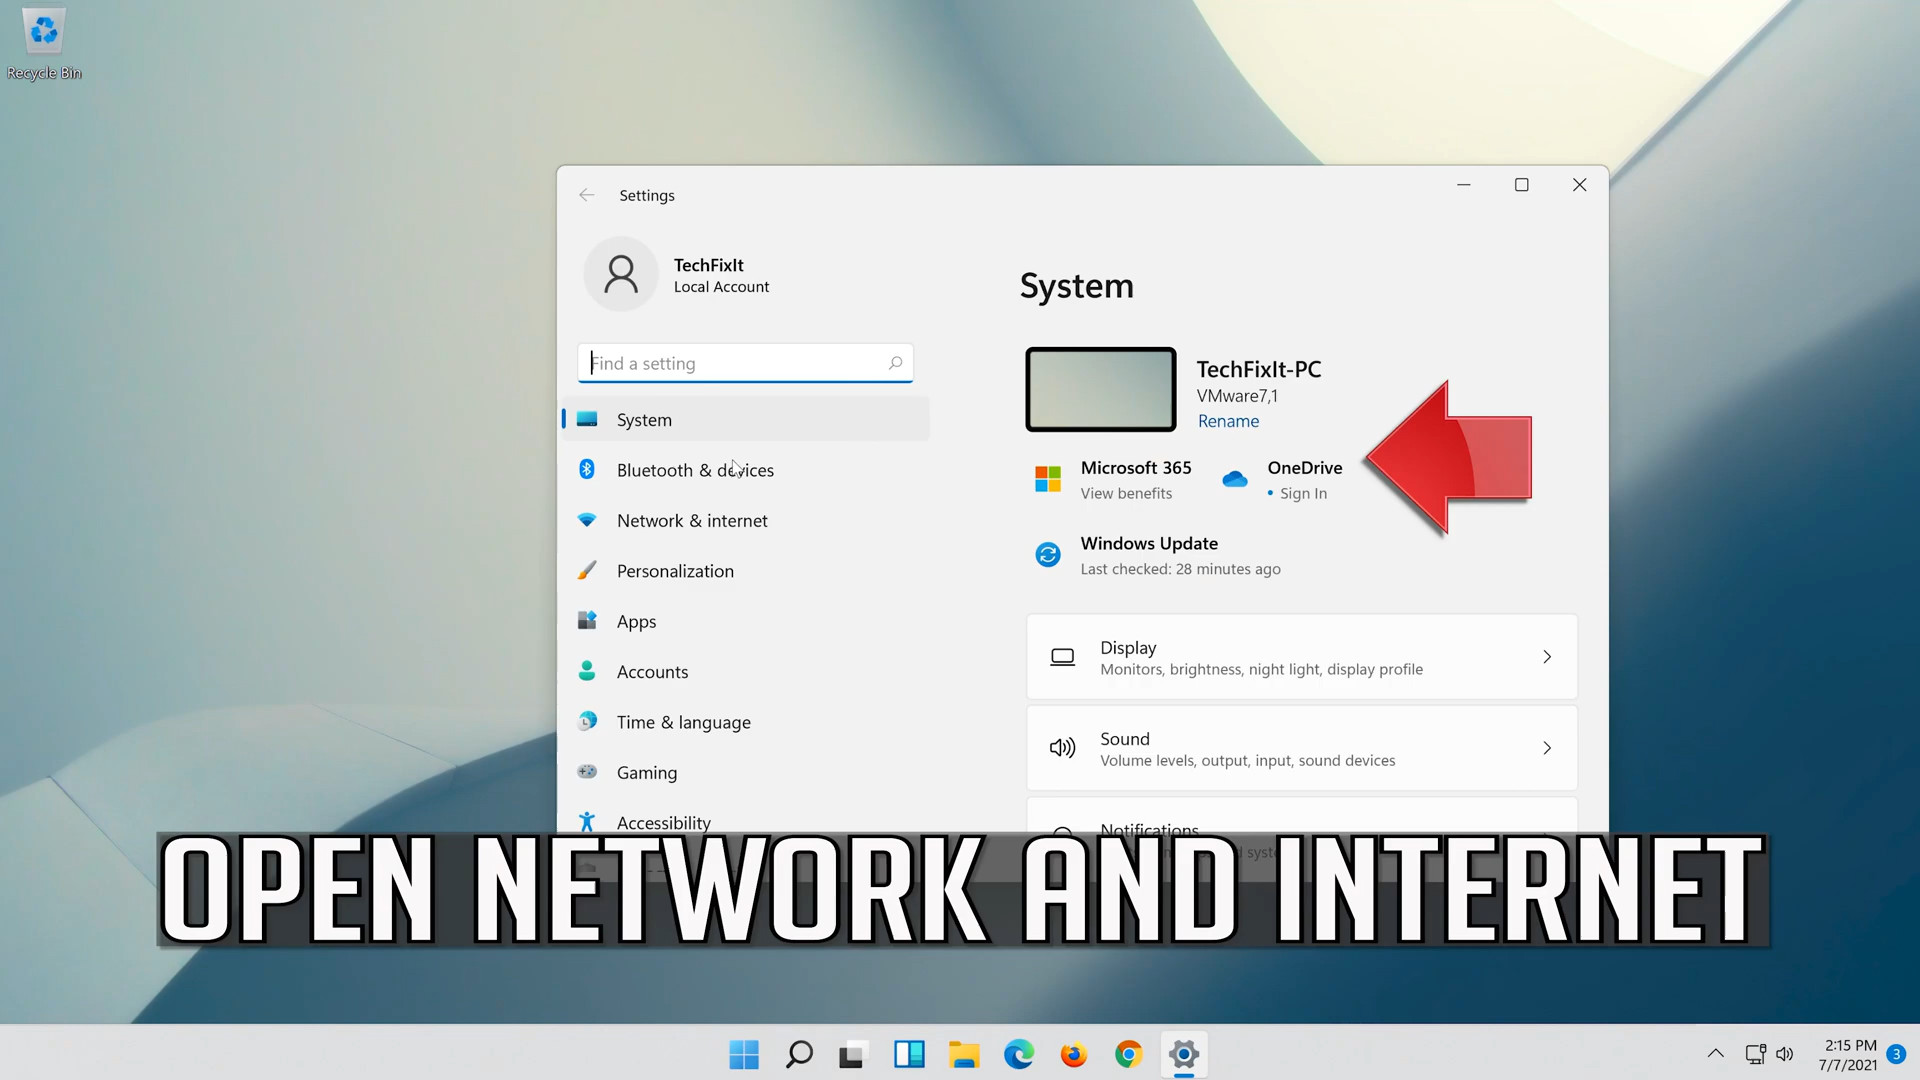 Recycle Bin
Settings
TechFixIt
Local Account
Find a setting
System
Bluetooth & devices
Network & internet
Personalization
Apps
Accounts
Time & language
Gaming
Accessibility
System
TechFixIt-PC
VMware7,1
Rename
Microsoft 365
View benefits
OneDrive
• Sign In
Windows Update
Last checked: 28 minutes ago
Display
Monitors, brightness, night light, display profile
Sound
Volume levels, output, input, sound devices
Notifications
OPEN NETWORK AND INTERNET
2:15 PM
7/7/2021
3